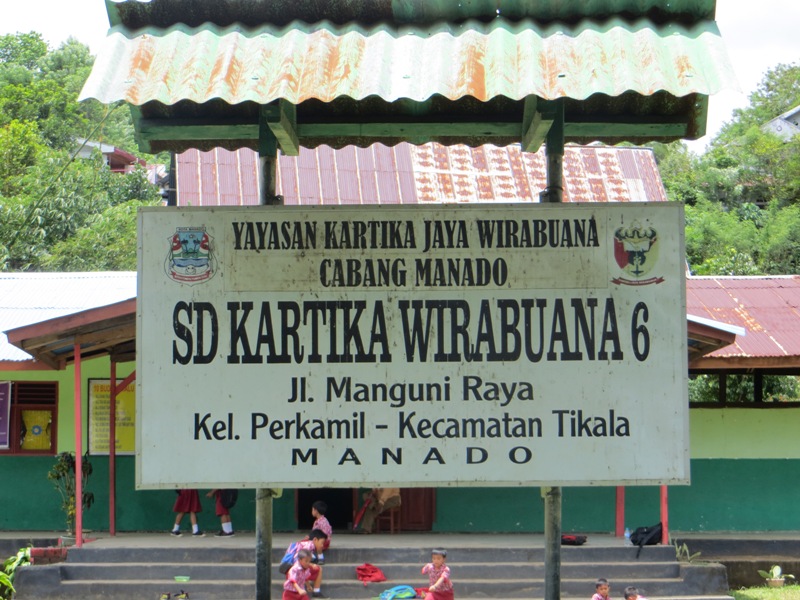 YAYASAN KARTIKA JAYA WIRABUANA
CABANG MANADO
SD KARTIKA WIRABUANA 6
Jl. Manguni Raya
Kel. Perkamil - Kecamatan Tikala
MANADO